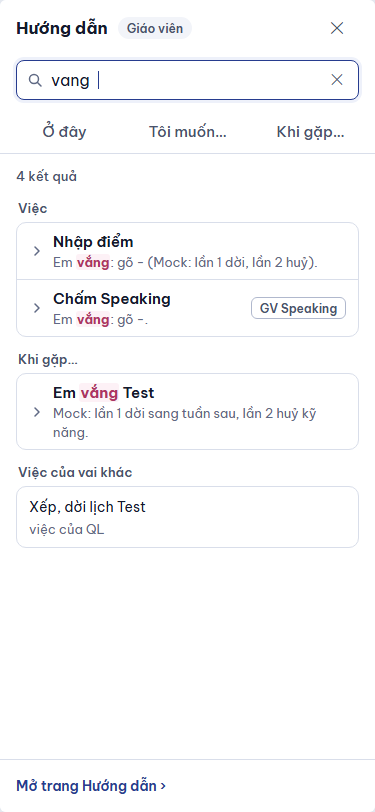 Hướng dẫn Giáo viên
vang
Ở đây Tôi muốn... Khi gặp...
4 kết quả
Việc
Nhập điểm
Em vắng: gõ – (Mock: lần 1 dời, lần 2 huỷ).
Chấm Speaking
Em vắng: gõ –.
GV Speaking
Khi gặp...
Em vắng Test
Mock: lần 1 dời sang tuần sau, lần 2 huỷ kỹ
năng.
Việc của vai khác
Xếp, dời lịch Test
việc của QL
Mở trang Hướng dẫn ›